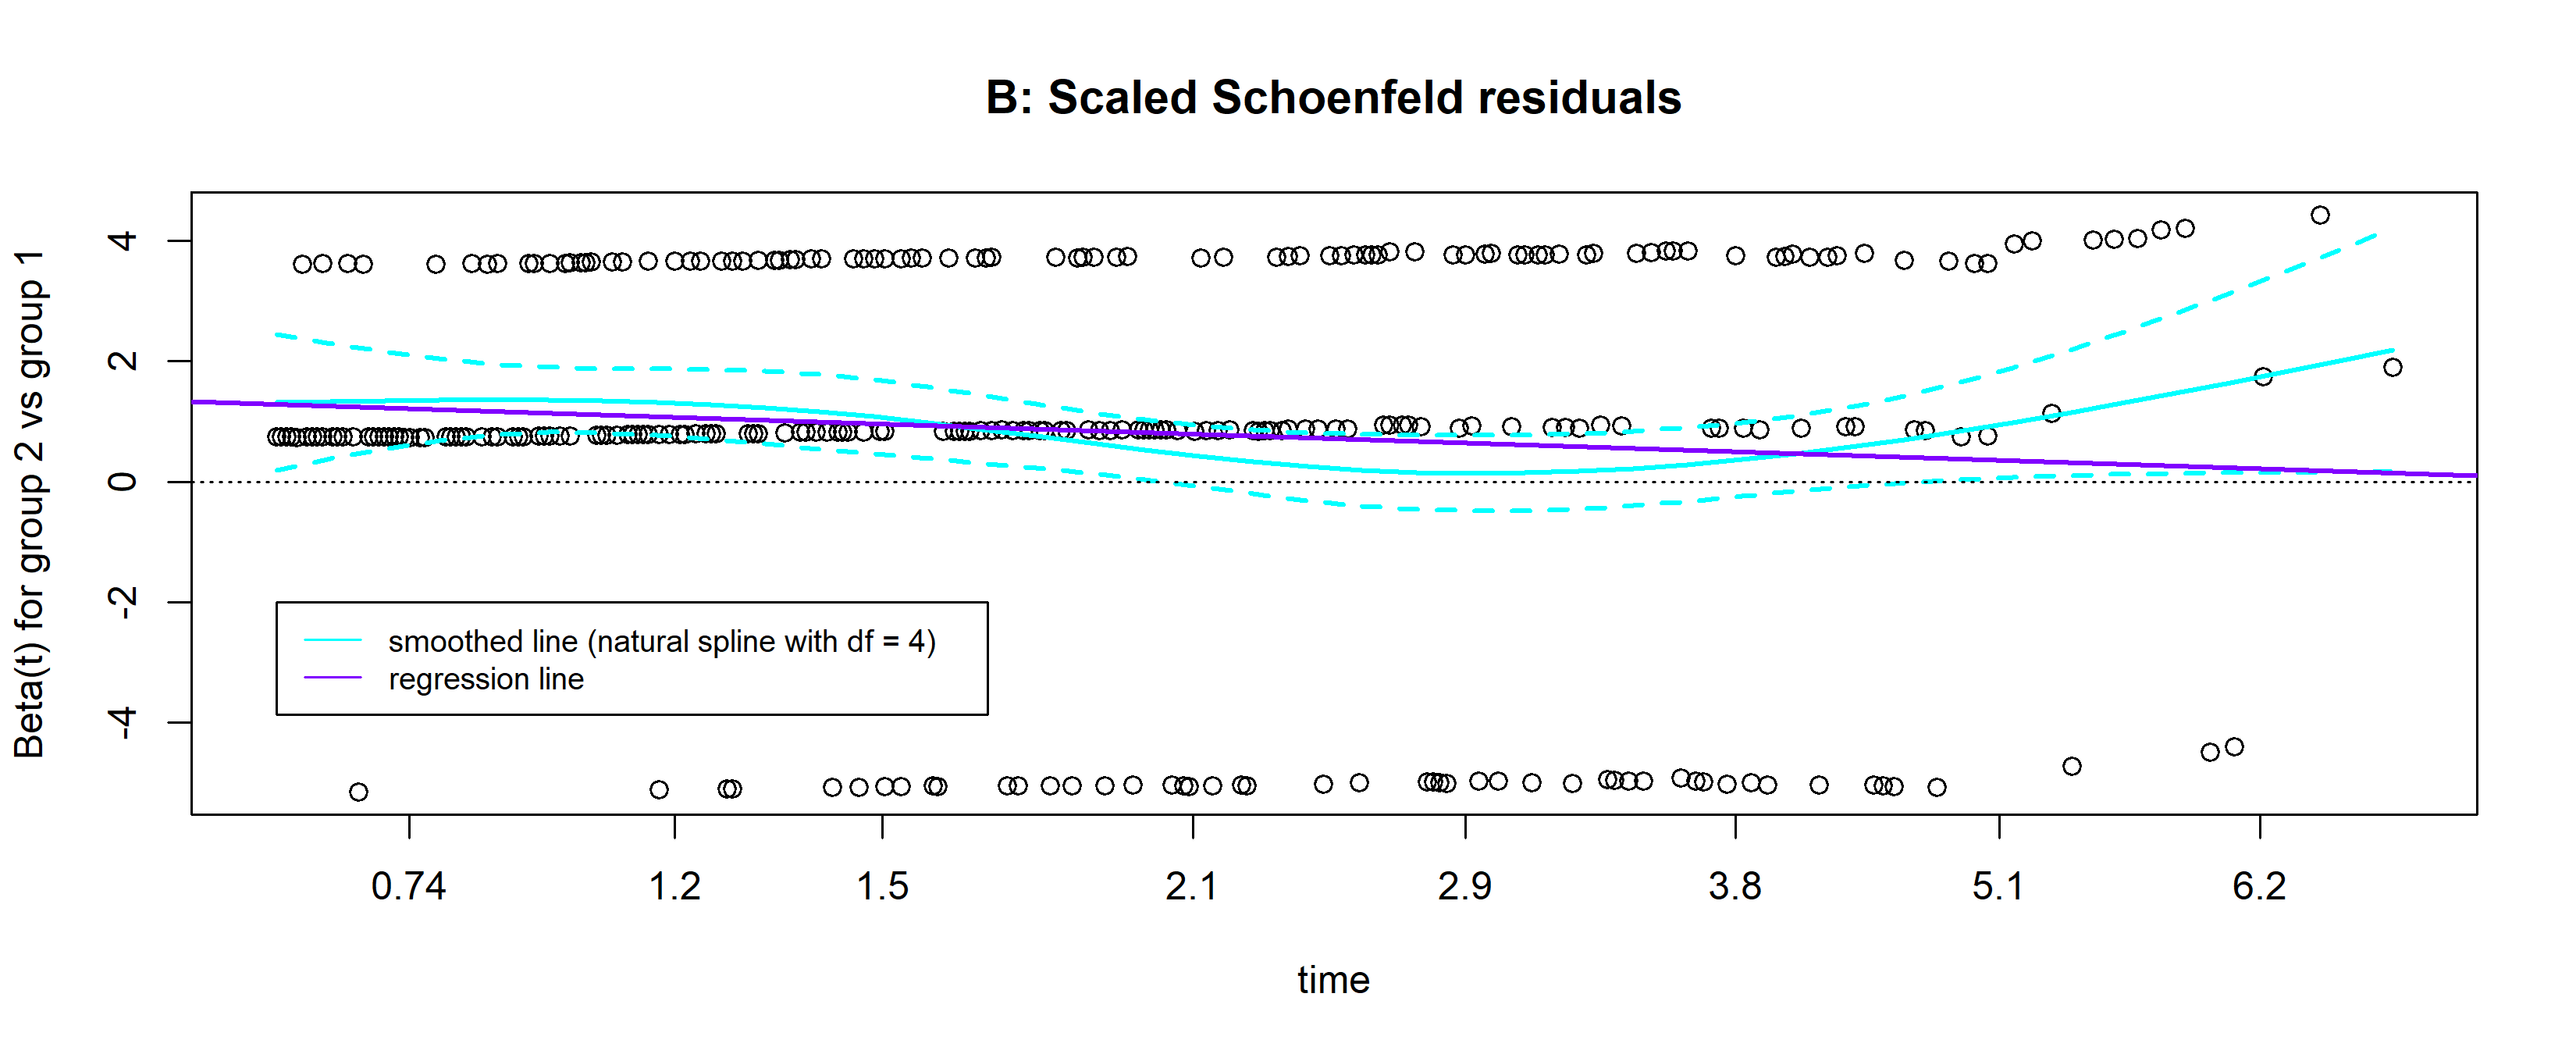 B: Scaled Schoenfeld residuals
Beta(t) for group 2 vs group 1
4
2
0
-2
-4
smoothed line (natural spline with df = 4)
regression line
0.74 1.2 1.5 2.1 2.9 3.8 5.1 6.2
time